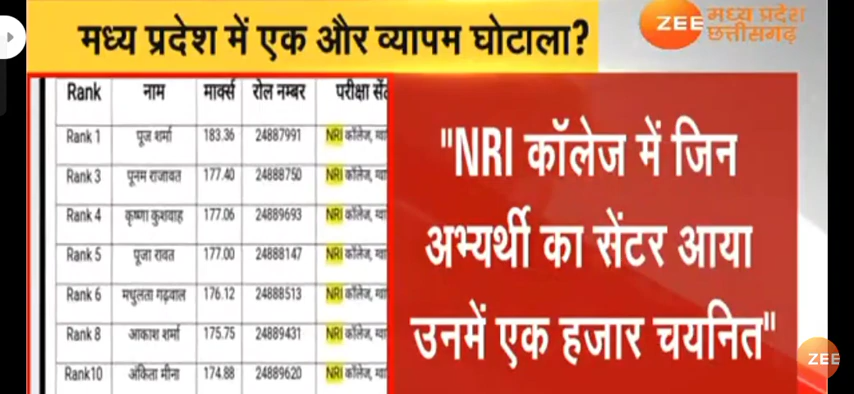 मध्य प्रदेश में एक और व्यापम घोटाला?
ZEE मध्य प्रदेश
छत्तीसगढ़
Rank नाम मार्क्स रोल नम्बर परीक्षा
Rank 1 पूज शर्मा 183.36 24887991 NRI कॉलेज,
Rank 3 पूनम राजावत 177.40 24888750 NRI कॉलेज,
Rank 4 कृष्णा कुशवाह 177.06 24889693 NRI कॉलेज,
Rank 5 पूजा रावत 177.00 24888147 NRI कॉलेज,
Rank 6 मधुलता गढ़वाल 176.12 24888513 NRI कॉलेज,
Rank 8 आकाश शर्मा 175.75 24889431 NRI कॉलेज,
Rank10 अंकिता मीना 174.88 24889620 NRI कॉलेज,
"NRI कॉलेज में जिन
अभ्यर्थी का सेंटर आया
उनमें एक हजार चयनित"
ZEE